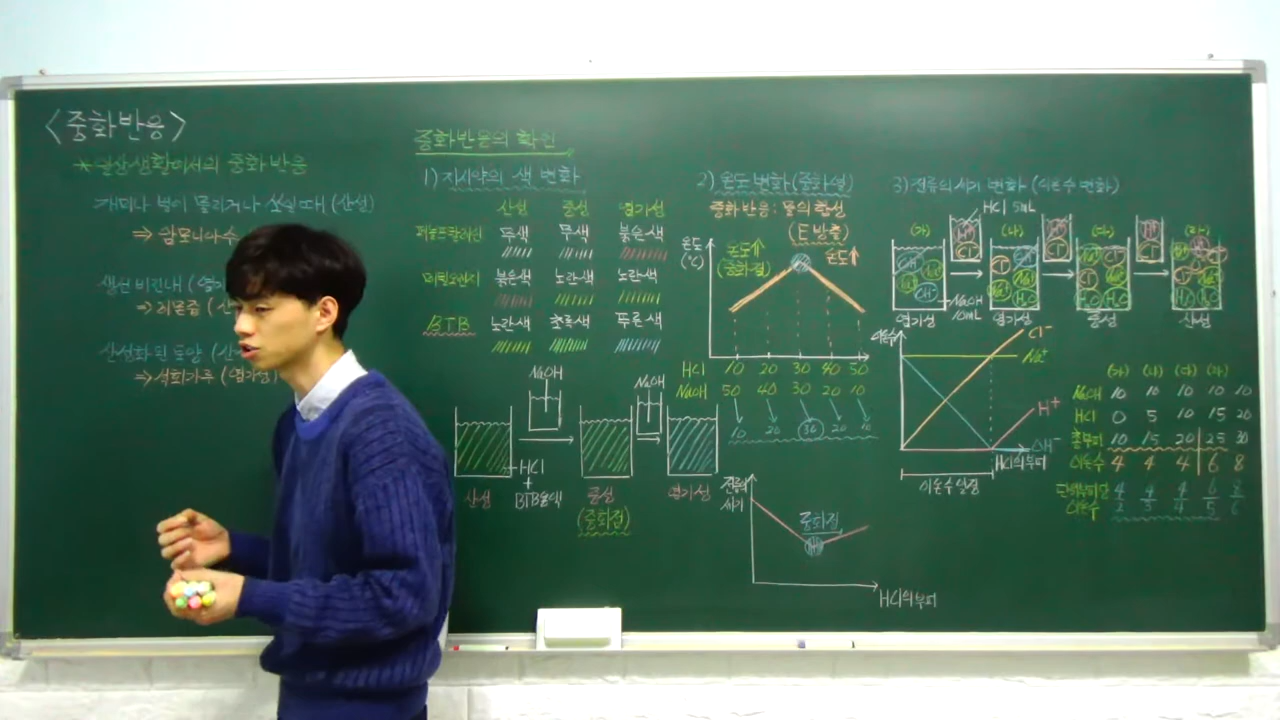 <중화반응>
* 일상생활에서의 중화 반응
개미나 벌이 물리거나 쏘일 때 (산성)
⇒ 암모니아수
생선 비린내 (염기
⇒ 레몬즙 (산
산성화된 토양 (산
⇒ 석회가루 (염기성)
중화반응의 확인
1) 지시약의 색 변화
산성 중성 염기성
페놀프탈레인 무색 무색 붉은색
메틸오렌지 붉은색 노란색 노란색
BTB 노란색 초록색 푸른색
NaOH NaOH
HCl
+
BTB용액
산성 중성 염기성
(중화점)
2) 온도 변화 (중화열)
중화 반응 : 물의 합성
(E 방출)
온도
(℃)
온도↑
(중화점)
온도↑
HCl 10 20 30 40 50
NaOH 50 40 30 20 10
10 20 30 20 10
전류의
세기
중화점
HCl의 부피
3) 전류의 세기 변화 (이온수 변화)
HCl 5mL
(가) (나) (다) (라)
NaOH
10mL
염기성 염기성 중성 산성
이온수
Cl⁻
Na⁺
H⁺
OH⁻
HCl의 부피
이온수 일정
(가) (나) (다) (라)
NaOH 10 10 10 10 10
HCl 0 5 10 15 20
총부피 10 15 20 25 30
이온수 4 4 4 6 8
단위부피당
이온수 4/2 4/3 4/4 6/5 8/6